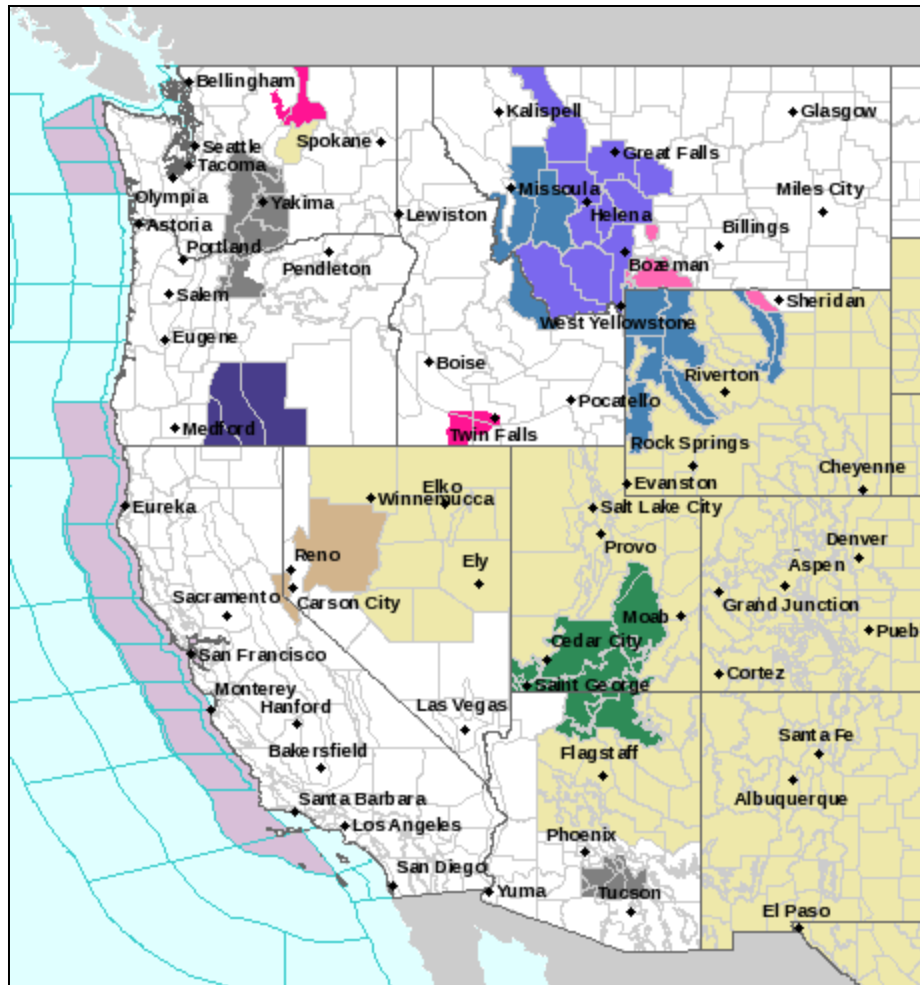 Bellingham
Kalispell
Glasgow
Seattle
Spokane
Great Falls
Tacoma
Olympia
Missoula
Miles City
Yakima
Helena
Astoria
Lewiston
Billings
Portland
Pendleton
Bozeman
Salem
Sheridan
West Yellowstone
Eugene
Boise
Riverton
Pocatello
Medford
Twin Falls
Rock Springs
Cheyenne
Elko
Winnemucca
Evanston
Eureka
Salt Lake City
Provo
Denver
Reno
Ely
Aspen
Sacramento
Carson City
Moab
Grand Junction
Pueb
Cedar City
San Francisco
Cortez
Saint George
Monterey
Hanford
Las Vegas
Bakersfield
Flagstaff
Santa Fe
Albuquerque
Santa Barbara
Los Angeles
Phoenix
San Diego
Yuma
Tucson
El Paso